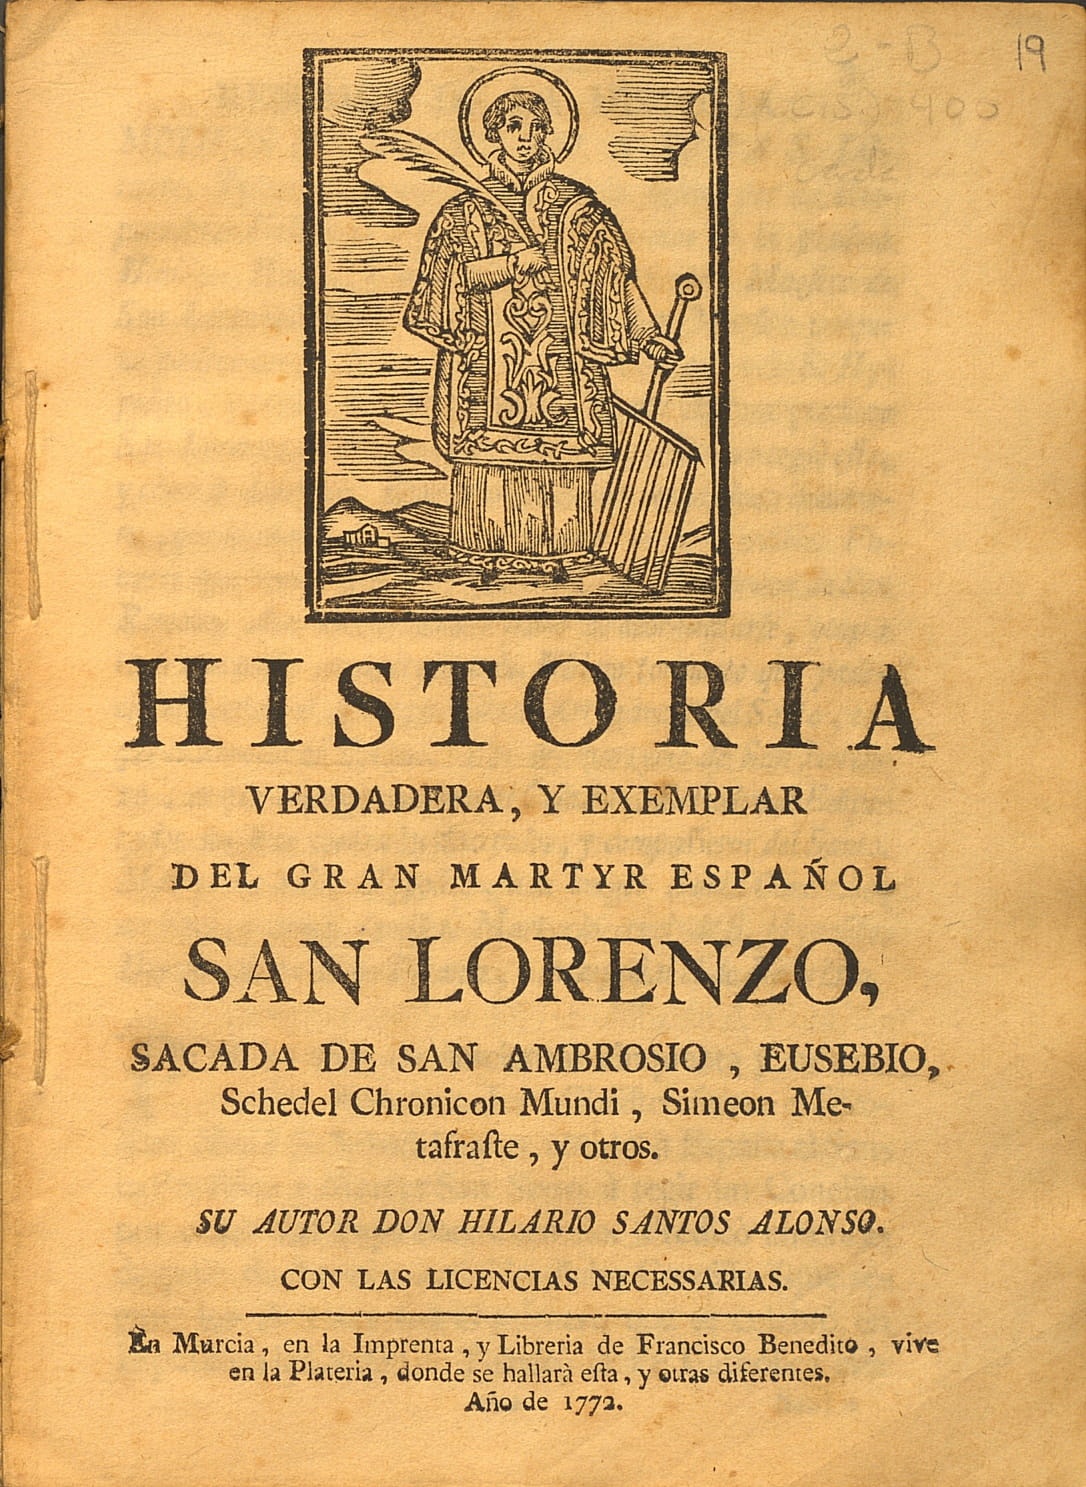 19
2-B
400
HISTORIA
VERDADERA, Y EXEMPLAR
DEL GRAN MARTYR ESPAÑOL
SAN LORENZO,
SACADA DE SAN AMBROSIO , EUSEBIO,
Schedel Chronicon Mundi , Simeon Me-
tafraſte , y otros.
SU AUTOR DON HILARIO SANTOS ALONSO.
CON LAS LICENCIAS NECESSARIAS.
En Murcia , en la Imprenta , y Libreria de Francisco Benedito , vive
en la Plateria , donde se hallarà eſta , y otras diferentes.
Año de 1772.